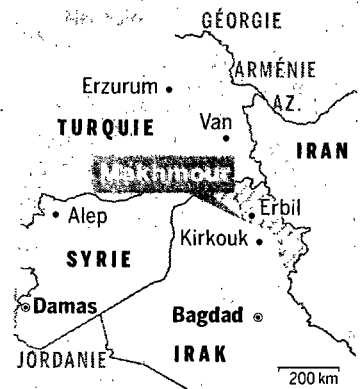 GÉORGIE
ARMÉNIE
Erzurum
AZ.
TURQUIE
Van
IRAN
Makhmour
Alep
Erbil
Kirkouk
SYRIE
Damas
Bagdad
JORDANIE
IRAK
200 km